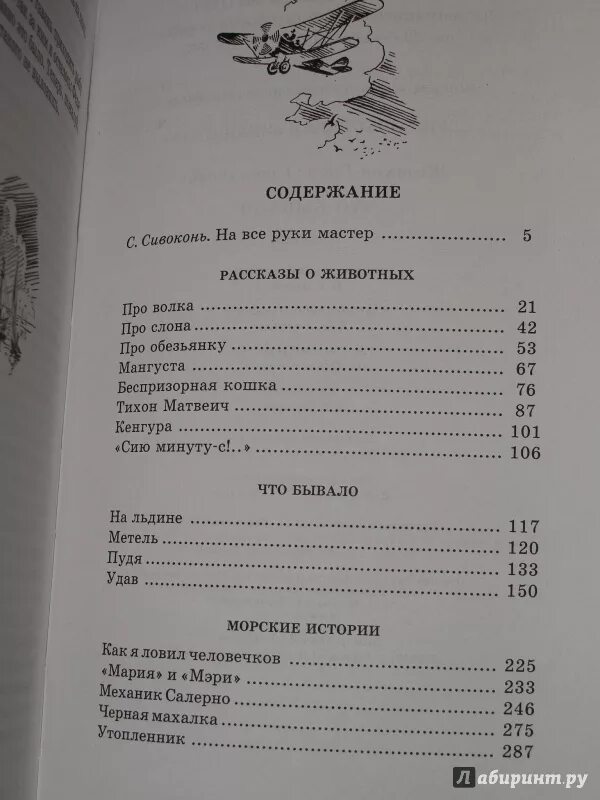 СОДЕРЖАНИЕ
С. Сивоконь. На все руки мастер ........ 5
РАССКАЗЫ О ЖИВОТНЫХ
Про волка ........ 21
Про слона ........ 42
Про обезьянку ........ 53
Мангуста ........ 67
Беспризорная кошка ........ 76
Тихон Матвеич ........ 87
Кенгура ........ 101
«Сию минуту-с!..» ........ 106
ЧТО БЫВАЛО
На льдине ........ 117
Метель ........ 120
Пудя ........ 133
Удав ........ 150
МОРСКИЕ ИСТОРИИ
Как я ловил человечков ........ 225
«Мария» и «Мэри» ........ 233
Механик Салерно ........ 246
Черная махалка ........ 275
Утопленник ........ 287
Лабиринт.ру